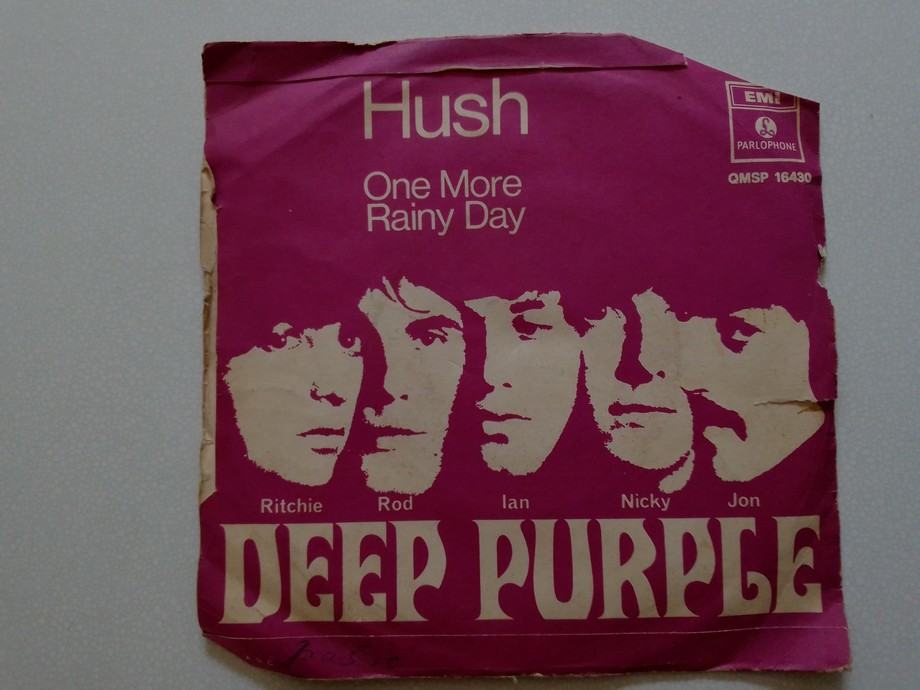 Hush
EMI
PARLOPHONE
QMSP 16430
One More
Rainy Day
Ritchie Rod Ian Nicky Jon
DEEP PURPLE